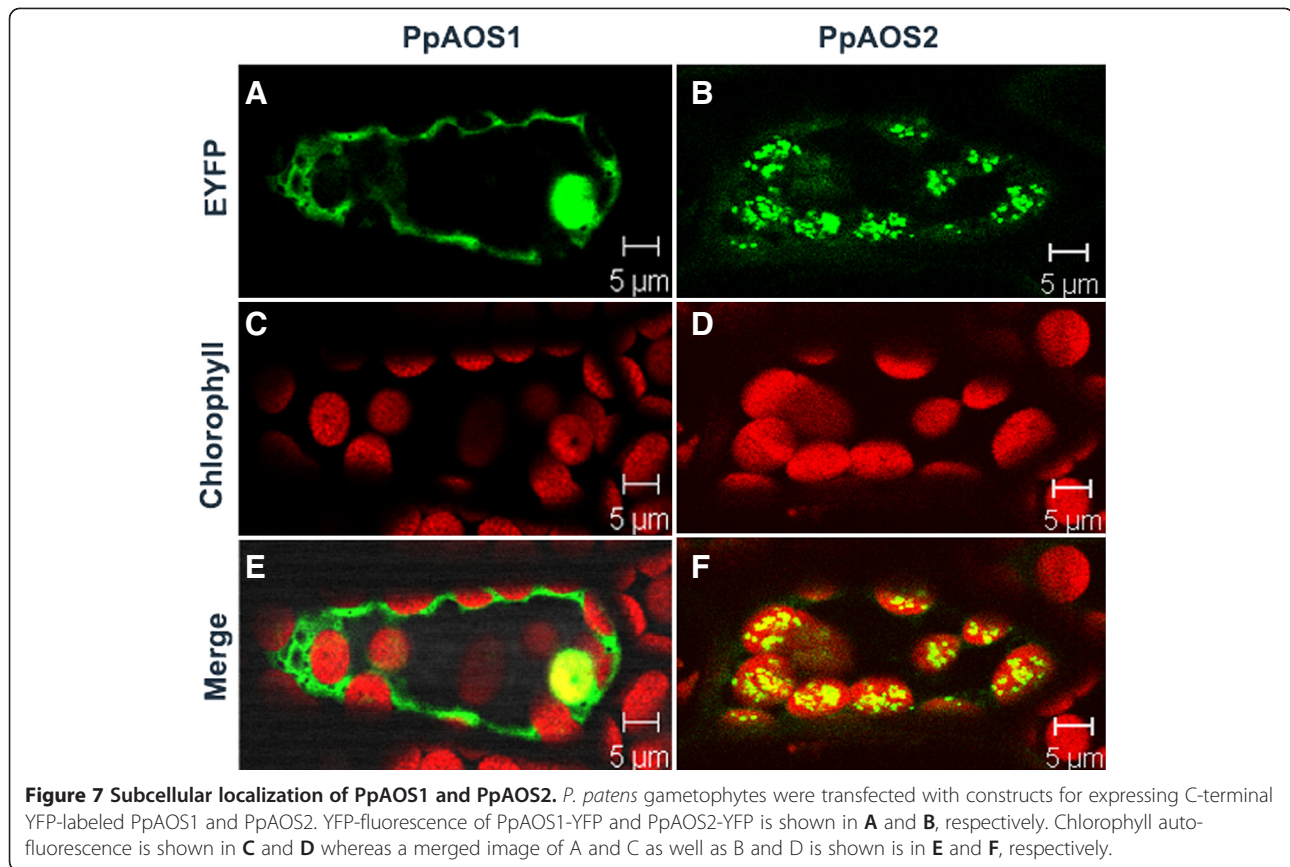 PpAOS1 PpAOS2
EYFP
A
5 µm
B
5 µm
Chlorophyll
C
5 µm
D
5 µm
Merge
E
5 µm
F
5 µm
Figure 7 Subcellular localization of PpAOS1 and PpAOS2. P. patens gametophytes were transfected with constructs for expressing C-terminal
YFP-labeled PpAOS1 and PpAOS2. YFP-fluorescence of PpAOS1-YFP and PpAOS2-YFP is shown in A and B, respectively. Chlorophyll auto-
fluorescence is shown in C and D whereas a merged image of A and C as well as B and D is shown is in E and F, respectively.